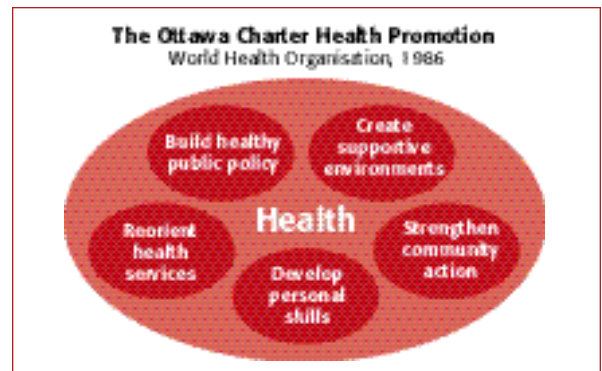 The Ottawa Charter Health Promotion
World Health Organisation, 1986
Build healthy
public policy
Create
supportive
environments
Health
Reorient
health
services
Strengthen
community
action
Develop
personal
skills